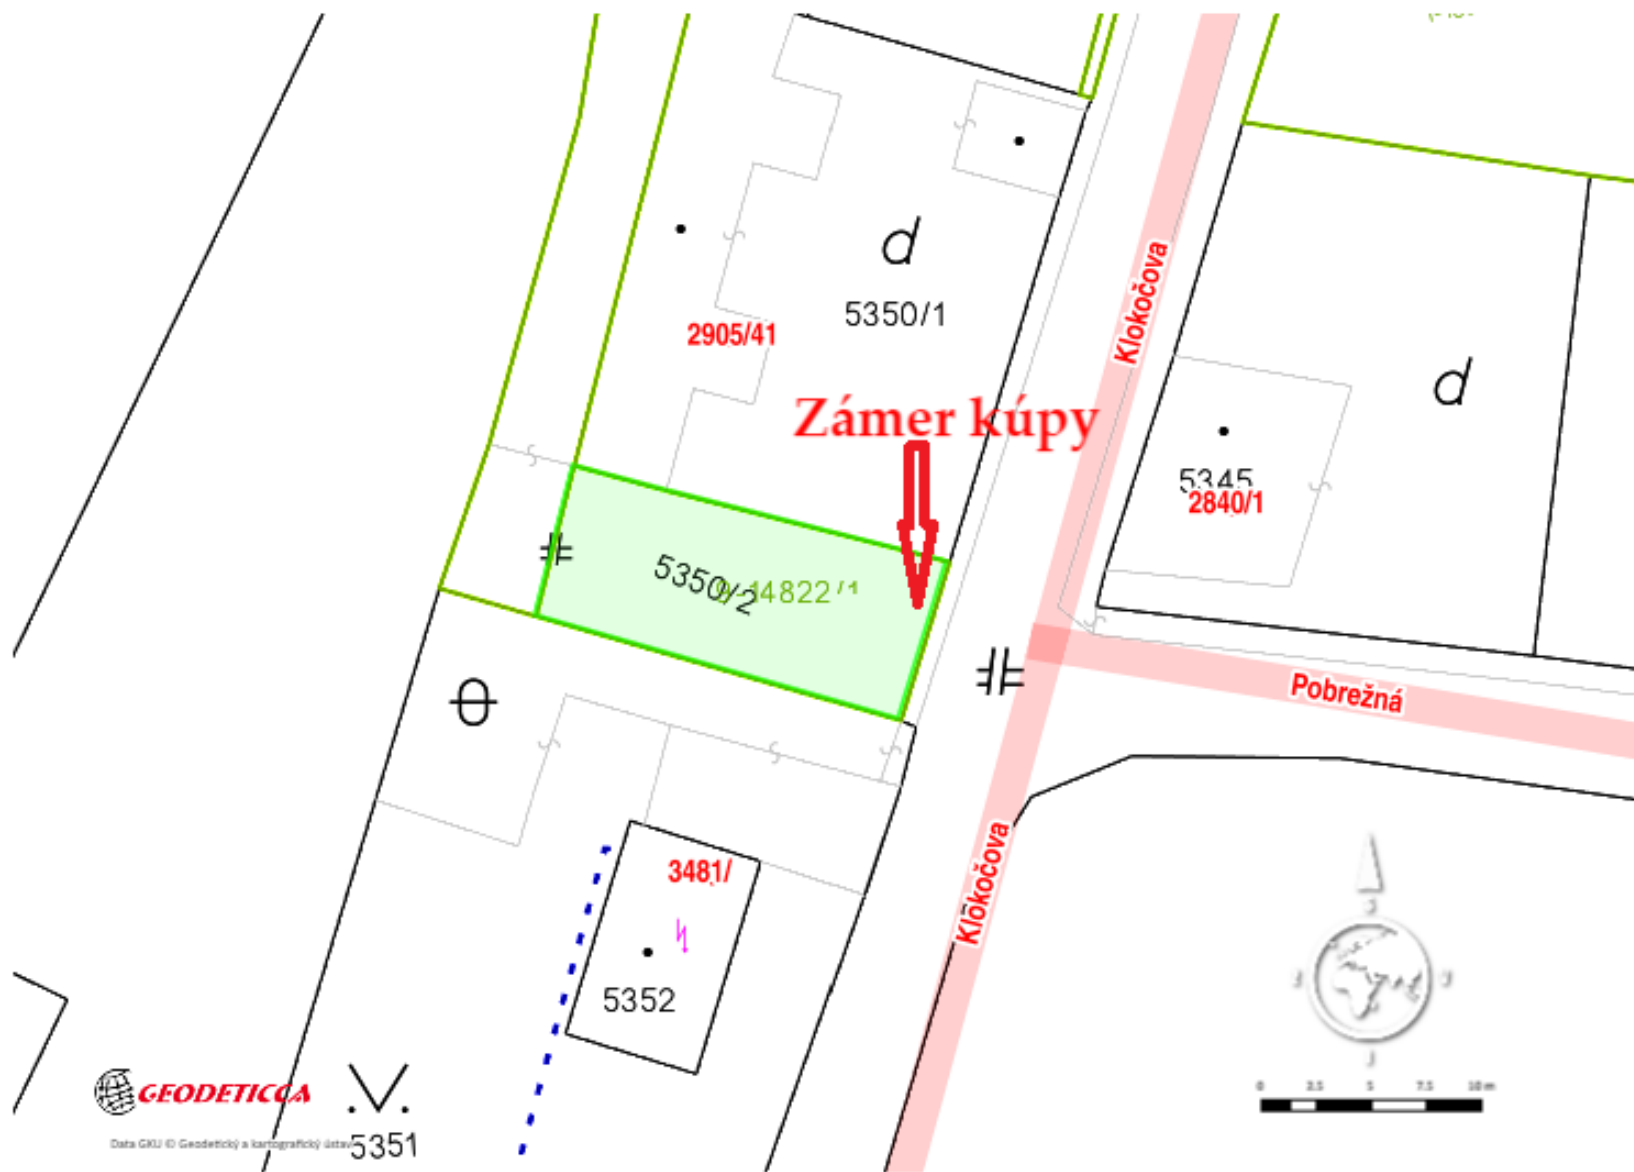 d
5350/1
2905/41
Klokočova
Zámer kúpy
d
5345
2840/1
5350/2
9-14822/1
Pobrežná
Klokočova
3481/
5352
GEODETICCA
5351
Data GKU © Geodetický a kartografický ústav
S
J
0 2.5 5 7.5 10 m